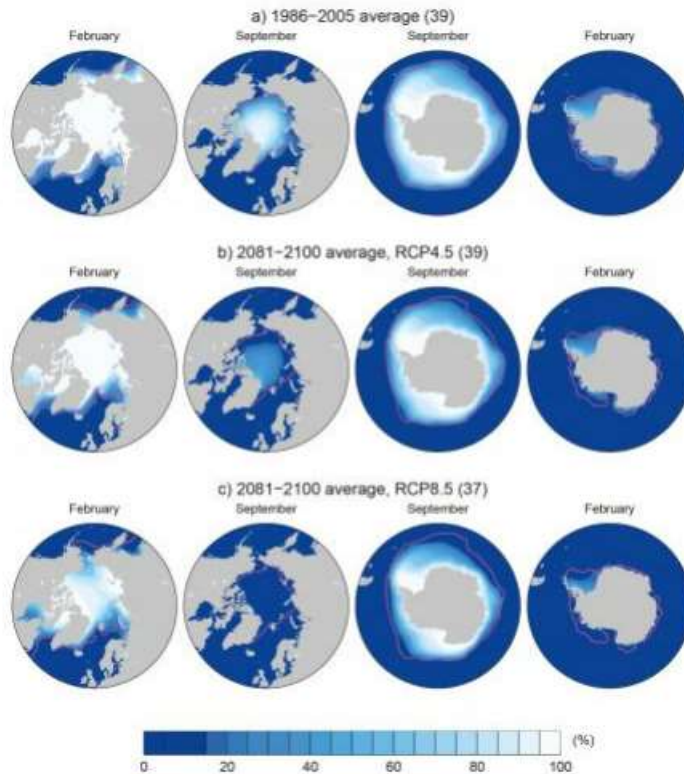 a) 1986−2005 average (39)
February September September February
b) 2081−2100 average, RCP4.5 (39)
February September September February
c) 2081−2100 average, RCP8.5 (37)
February September September February
(%)
0 20 40 60 80 100